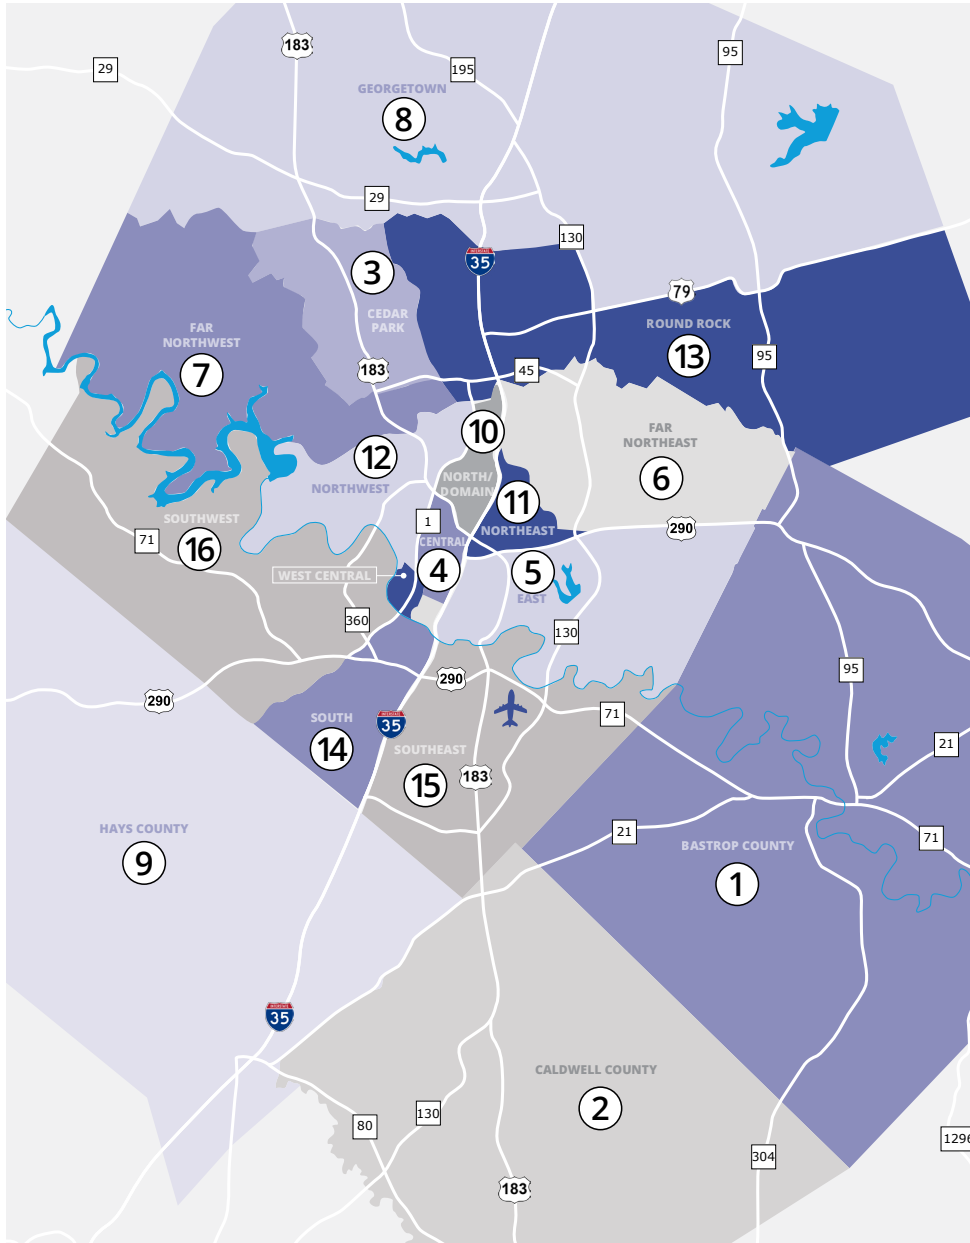 183
95
29
195
GEORGETOWN
8
29
130
INTERSTATE
35
3
79
CEDAR
PARK
ROUND ROCK
13
FAR
NORTHWEST
7
183
45
95
10
FAR
NORTHEAST
6
12
NORTHWEST
NORTH/
DOMAIN
11
NORTHEAST
SOUTHWEST
16
71
1
290
CENTRAL
4
5
EAST
WEST CENTRAL
360
130
290
290
95
71
SOUTH
14
INTERSTATE
35
SOUTHEAST
15
183
21
HAYS COUNTY
9
21
71
BASTROP COUNTY
1
INTERSTATE
35
CALDWELL COUNTY
2
80
130
304
1296
183